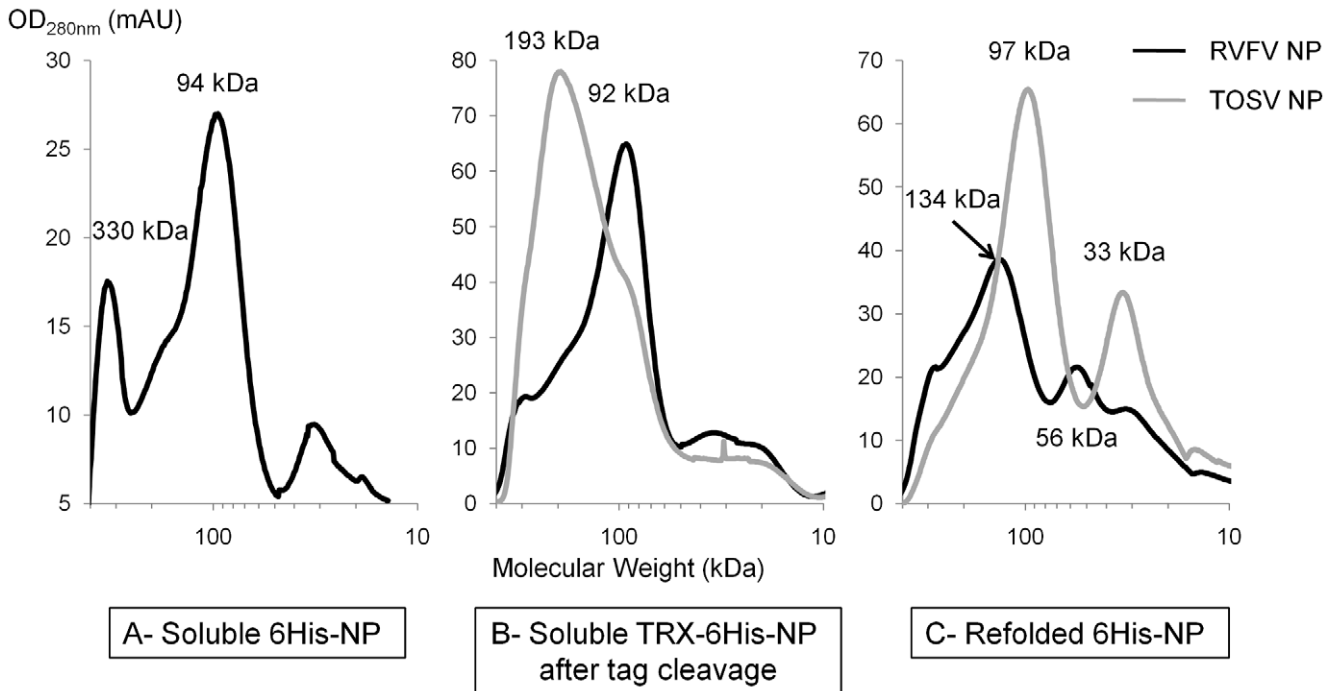 OD280nm (mAU)
30
25
20
15
10
5
94 kDa
330 kDa
100
10
80
70
60
50
40
30
20
10
0
193 kDa
92 kDa
100
10
Molecular Weight (kDa)
70
60
50
40
30
20
10
0
97 kDa
134 kDa
33 kDa
56 kDa
100
10
RVFV NP
TOSV NP
A- Soluble 6His-NP
B- Soluble TRX-6His-NP
after tag cleavage
C- Refolded 6His-NP